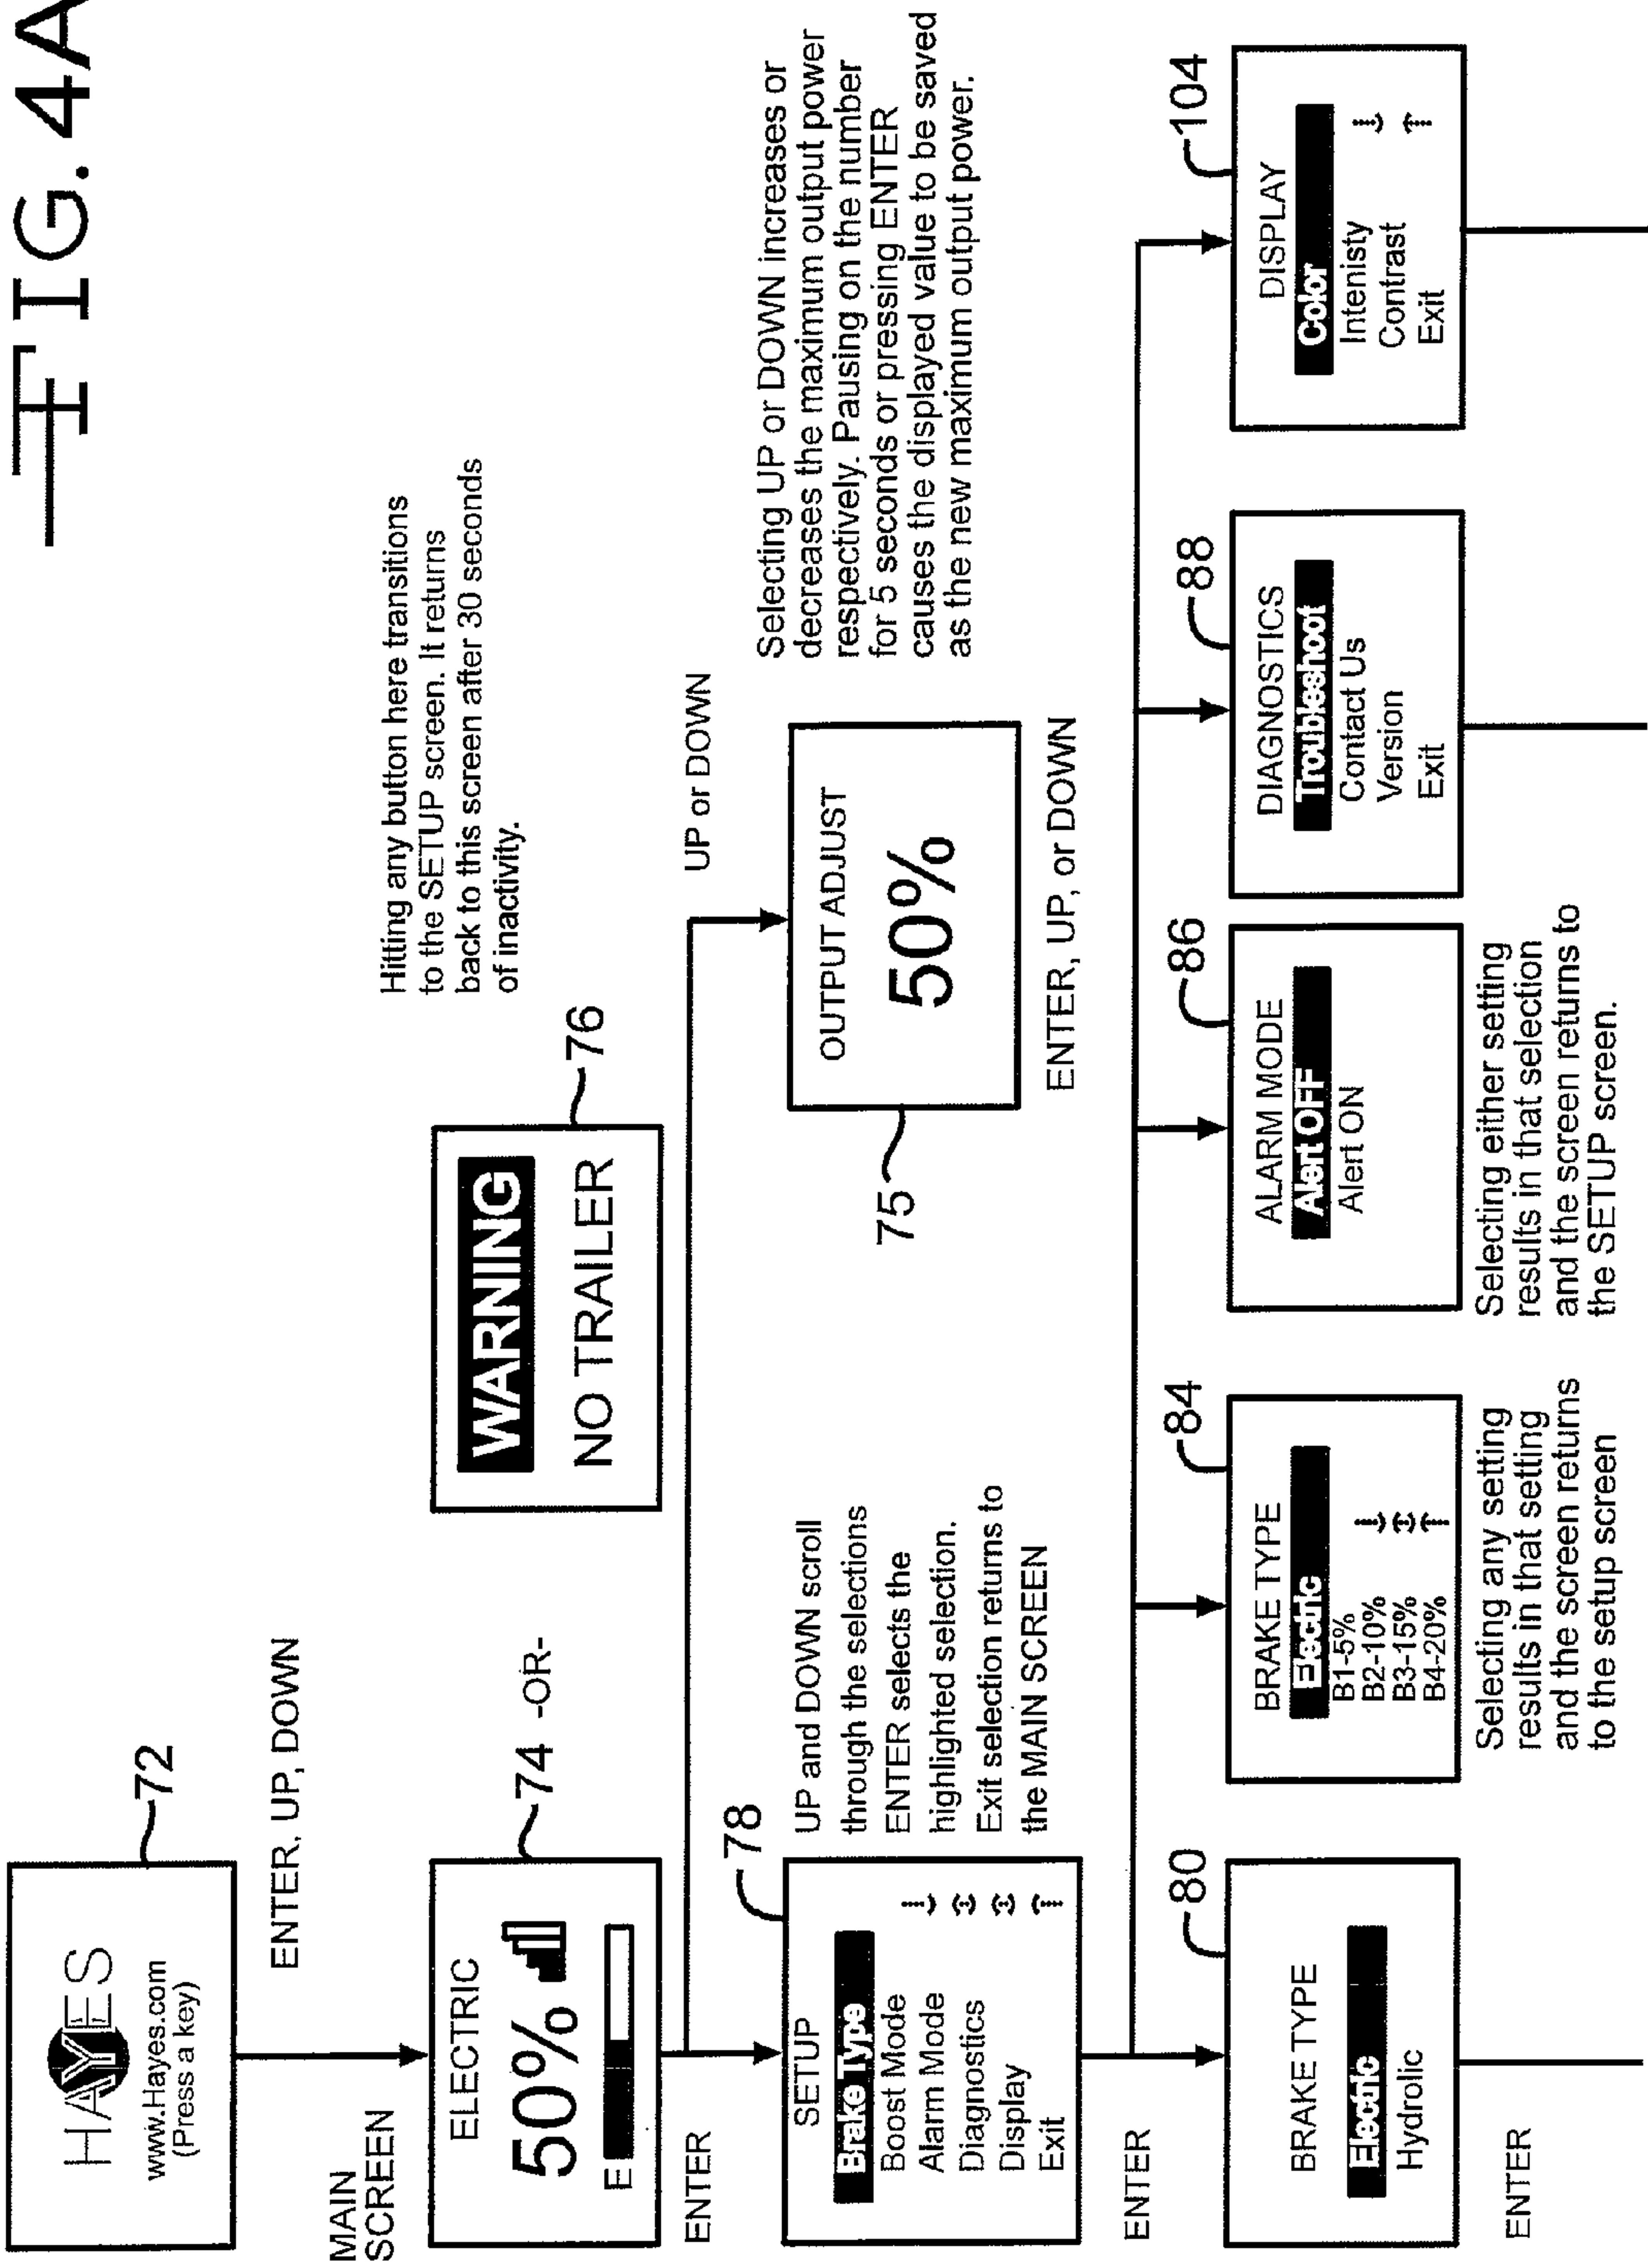 FIG. 4A
HAYES
www.Hayes.com
(Press a key)
72
ENTER, UP, DOWN
MAIN
SCREEN
ELECTRIC
50%
E
74 -OR-
WARNING
NO TRAILER
76
Hitting any button here transitions
to the SETUP screen. It returns
back to this screen after 30 seconds
of inactivity.
ENTER
UP or DOWN
SETUP
Brake Type
Boost Mode
Alarm Mode
Diagnostics
Display
Exit
78
UP and DOWN scroll
through the selections
ENTER selects the
highlighted selection.
Exit selection returns to
the MAIN SCREEN
75
OUTPUT ADJUST
50%
Selecting UP or DOWN increases or
decreases the maximum output power
respectively. Pausing on the number
for 5 seconds or pressing ENTER
causes the displayed value to be saved
as the new maximum output power.
ENTER
ENTER, UP, or DOWN
BRAKE TYPE
Electric
Hydrolic
80
ENTER
BRAKE TYPE
Electric
B1-5%
B2-10%
B3-15%
B4-20%
84
Selecting any setting
results in that setting
and the screen returns
to the setup screen
ALARM MODE
Alert OFF
Alert ON
86
Selecting either setting
results in that selection
and the screen returns to
the SETUP screen.
DIAGNOSTICS
Troubleshoot
Contact Us
Version
Exit
88
DISPLAY
Color
Intenisty
Contrast
Exit
104